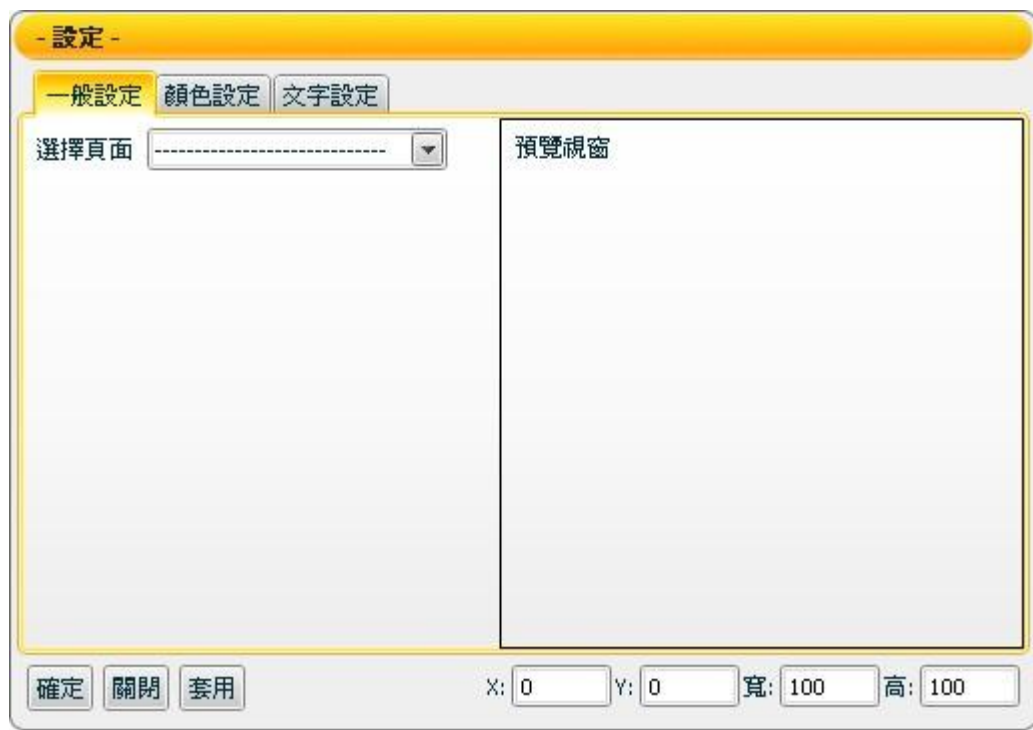 - 設定 -
一般設定 顏色設定 文字設定
選擇頁面 -----------------------------
預覽視窗
確定 關閉 套用 X: 0 Y: 0 寬: 100 高: 100